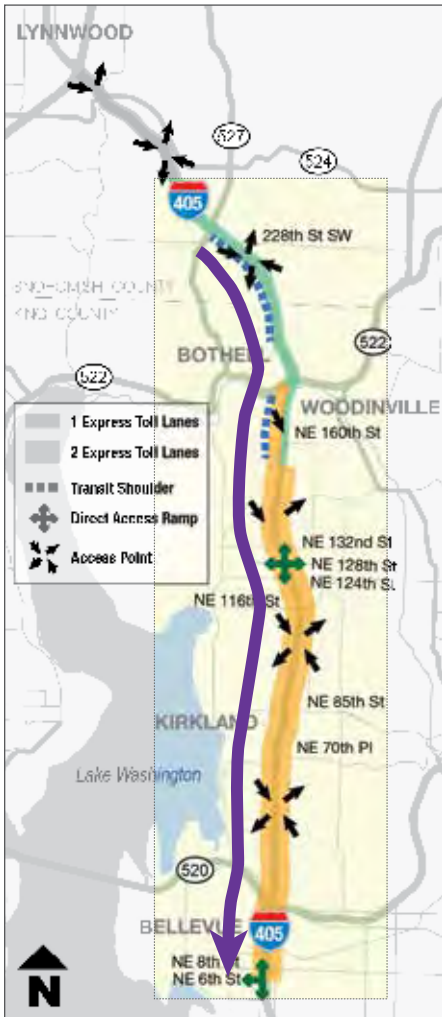 LYNNWOOD
527
524
405
228th St SW
SNOHOMISH COUNTY
KING COUNTY
BOTHELL
522
522
WOODINVILLE
NE 160th St
1 Express Toll Lanes
2 Express Toll Lanes
Transit Shoulder
Direct Access Ramp
Access Point
NE 132nd St
NE 128th St
NE 124th St
NE 116th St
NE 85th St
KIRKLAND
NE 70th Pl
Lake Washington
520
BELLEVUE
405
NE 8th St
NE 6th St
N